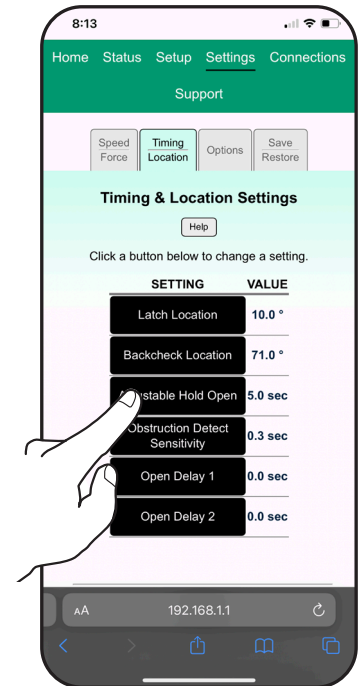 8:13
Home Status Setup Settings Connections
Support
Speed
Force
Timing
Location
Options
Save
Restore
Timing & Location Settings
Help
Click a button below to change a setting.
SETTING VALUE
Latch Location 10.0 °
Backcheck Location 71.0 °
A justable Hold Open 5.0 sec
Obstruction Detect
Sensitivity 0.3 sec
Open Delay 1 0.0 sec
Open Delay 2 0.0 sec
AA 192.168.1.1